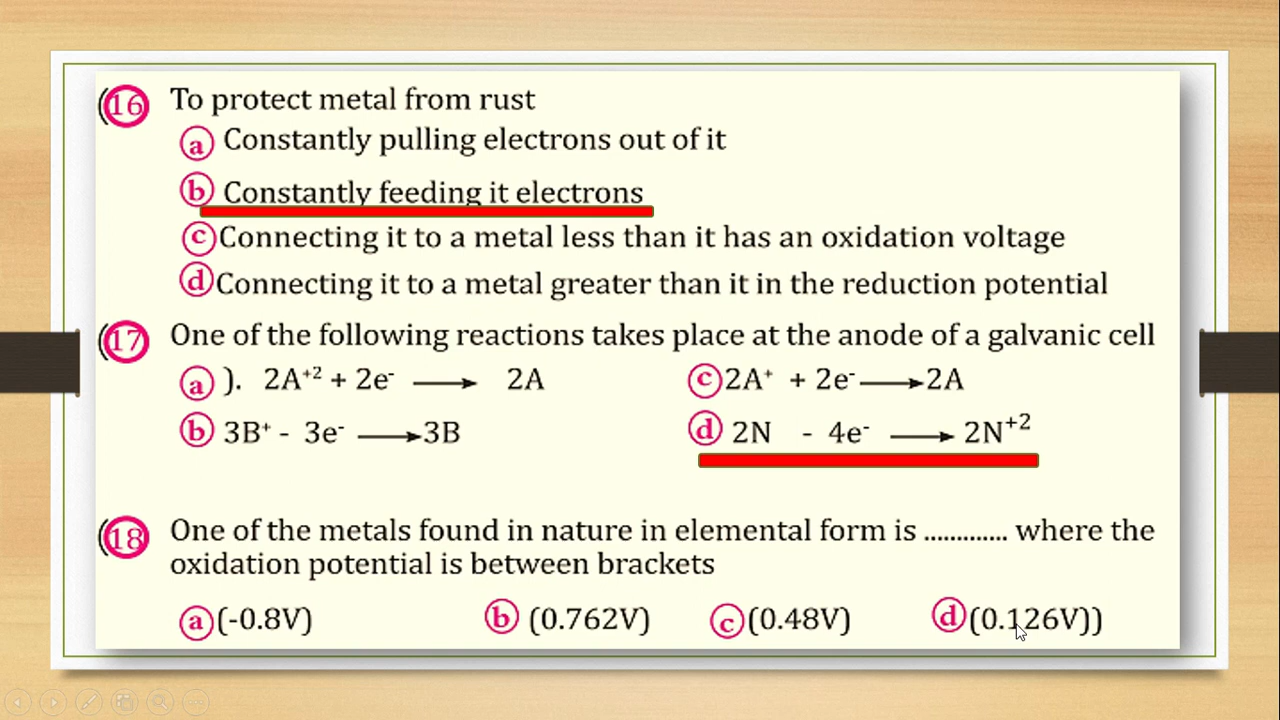 (16 To protect metal from rust
a Constantly pulling electrons out of it
b Constantly feeding it electrons
c Connecting it to a metal less than it has an oxidation voltage
d Connecting it to a metal greater than it in the reduction potential
(17 One of the following reactions takes place at the anode of a galvanic cell
a ). 2A⁺² + 2e⁻ ⟶ 2A c 2A⁺ + 2e⁻ ⟶ 2A
b 3B⁺ - 3e⁻ ⟶ 3B d 2N - 4e⁻ ⟶ 2N⁺²
(18 One of the metals found in nature in elemental form is ............. where the
oxidation potential is between brackets
a (-0.8V) b (0.762V) c (0.48V) d (0.126V))